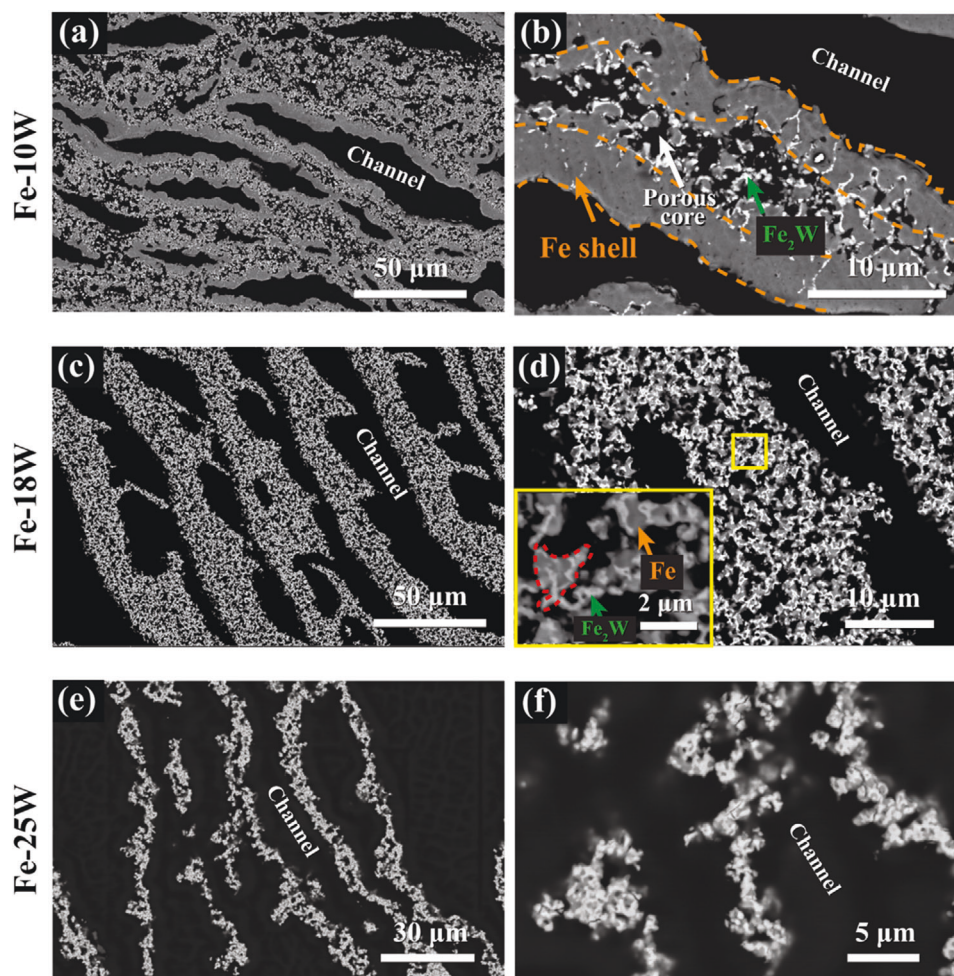 Fe-10W
(a)
Channel
50 μm
(b)
Channel
Porous
core
Fe₂W
Fe shell
10 μm
Fe-18W
(c)
Channel
50 μm
(d)
Channel
Fe
2 μm
Fe₂W
10 μm
Fe-25W
(e)
Channel
30 μm
(f)
Channel
5 μm